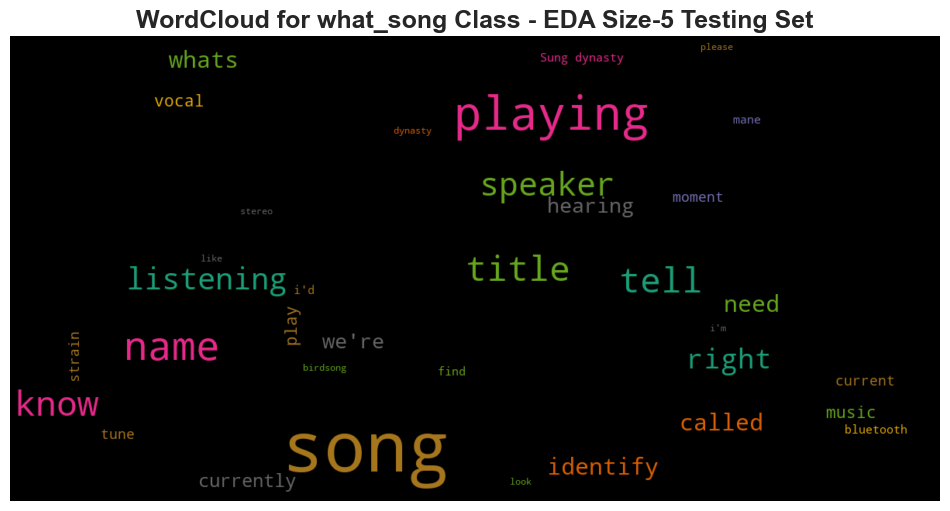 WordCloud for what_song Class - EDA Size-5 Testing Set
please
whats
Sung dynasty
vocal
playing
mane
dynasty
speaker
moment
hearing
stereo
like
title
listening
tell
i'd
need
play
i'm
we're
name
strain
right
birdsong
find
current
know
music
called
bluetooth
tune
song
identify
currently
look